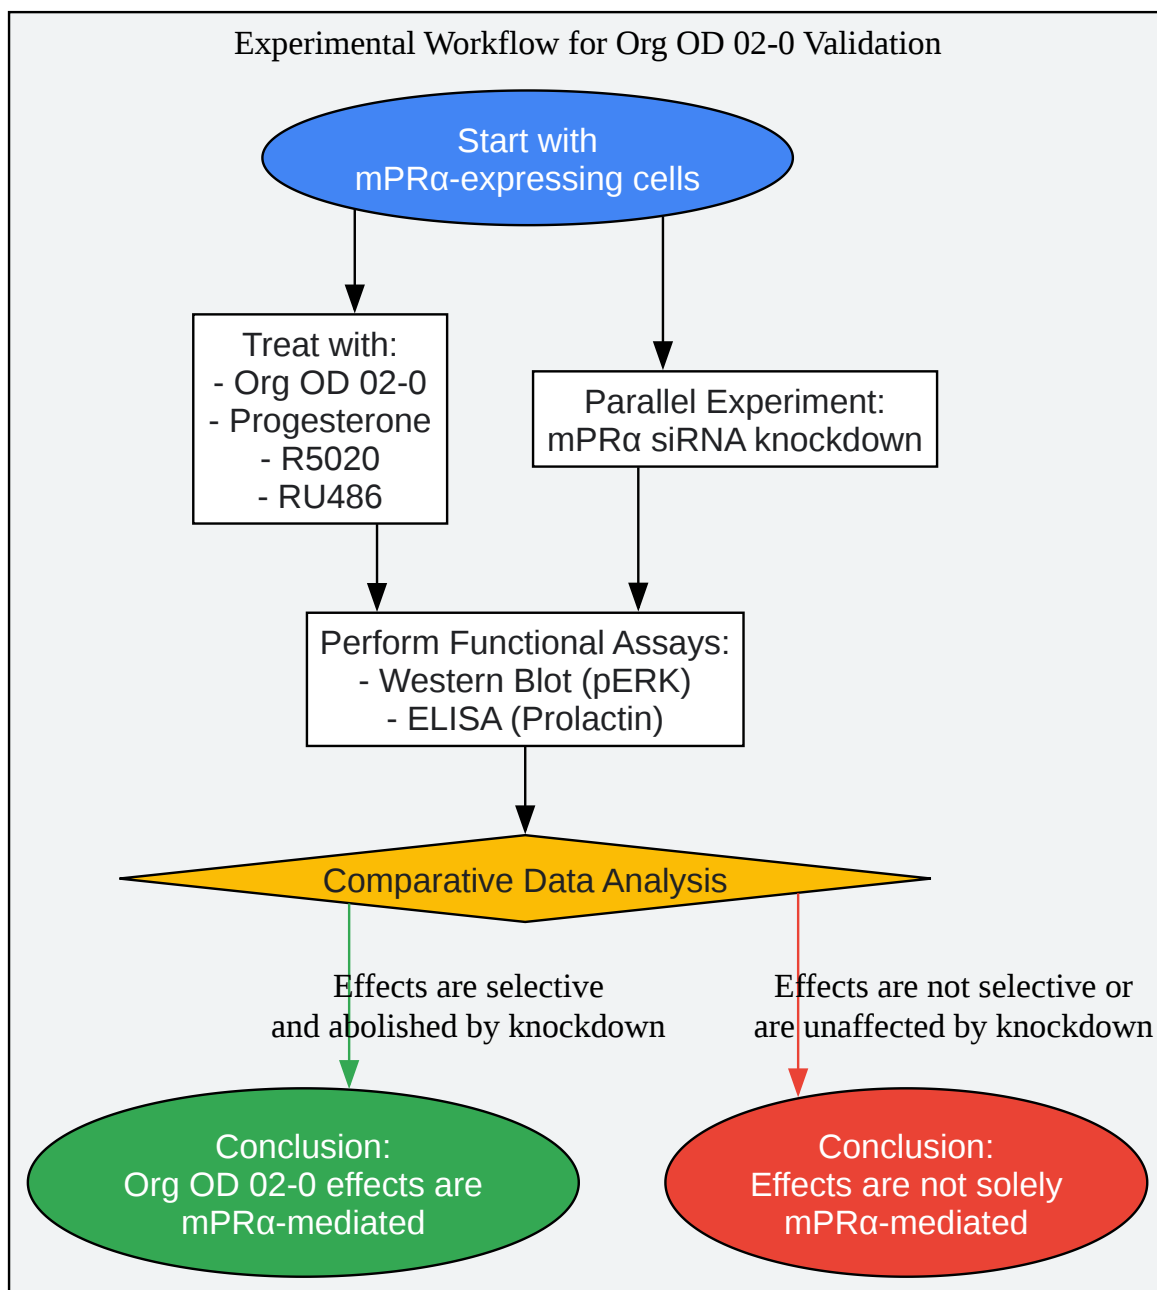 Experimental Workflow for Org OD 02-0 Validation
Start with
mPRα-expressing cells
Treat with:
- Org OD 02-0
- Progesterone
- R5020
- RU486
Parallel Experiment:
mPRα siRNA knockdown
Perform Functional Assays:
- Western Blot (pERK)
- ELISA (Prolactin)
Comparative Data Analysis
Effects are selective
and abolished by knockdown
Effects are not selective or
are unaffected by knockdown
Conclusion:
Org OD 02-0 effects are
mPRα-mediated
Conclusion:
Effects are not solely
mPRα-mediated